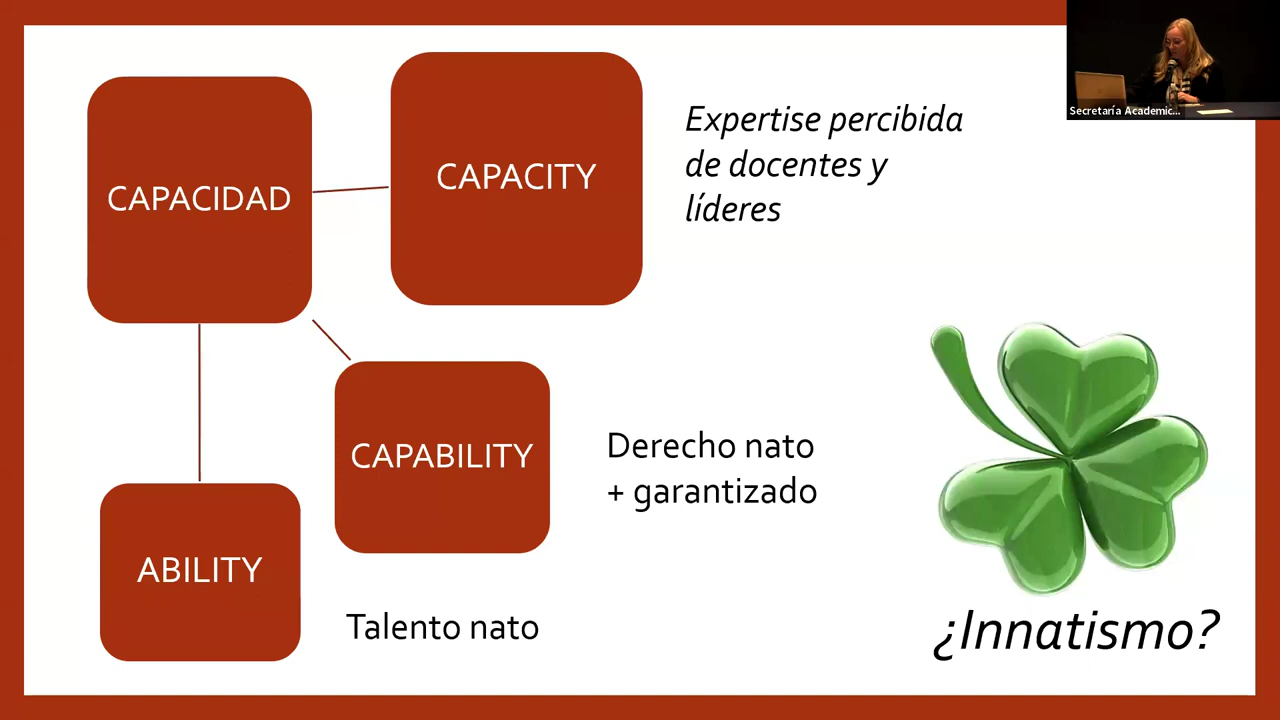 CAPACIDAD
CAPACITY
Expertise percibida
de docentes y
líderes
Secretaría Academic...
CAPABILITY
Derecho nato
+ garantizado
ABILITY
Talento nato
¿Innatismo?